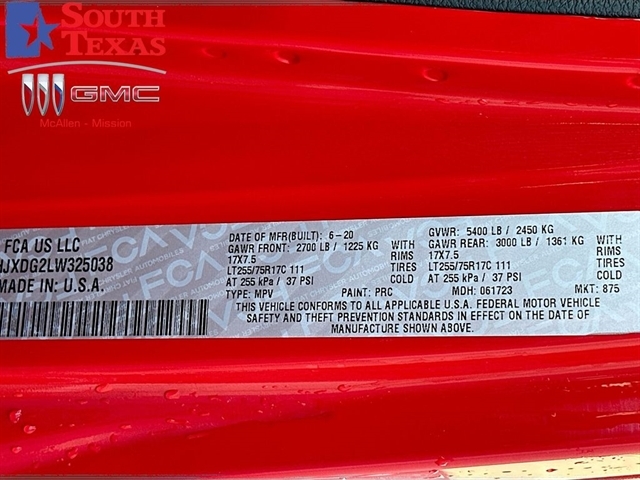 SOUTH
TEXAS
GMC
McAllen - Mission
FCA US LLC
HJXDG2LW325038
MADE IN: U.S.A.
DATE OF MFR(BUILT): 6-20
GVWR: 5400 LB / 2450 KG
GAWR FRONT: 2700 LB / 1225 KG
GAWR REAR: 3000 LB / 1361 KG
17X7.5 RIMS
17X7.5 RIMS
LT255/75R17C 111 TIRES
LT255/75R17C 111 TIRES
AT 255 kPa / 37 PSI COLD
AT 255 kPa / 37 PSI COLD
TYPE: MPV PAINT: PRC MDH: 061723 MKT: 875
THIS VEHICLE CONFORMS TO ALL APPLICABLE U.S.A. FEDERAL MOTOR VEHICLE
SAFETY AND THEFT PREVENTION STANDARDS IN EFFECT ON THE DATE OF
MANUFACTURE SHOWN ABOVE.